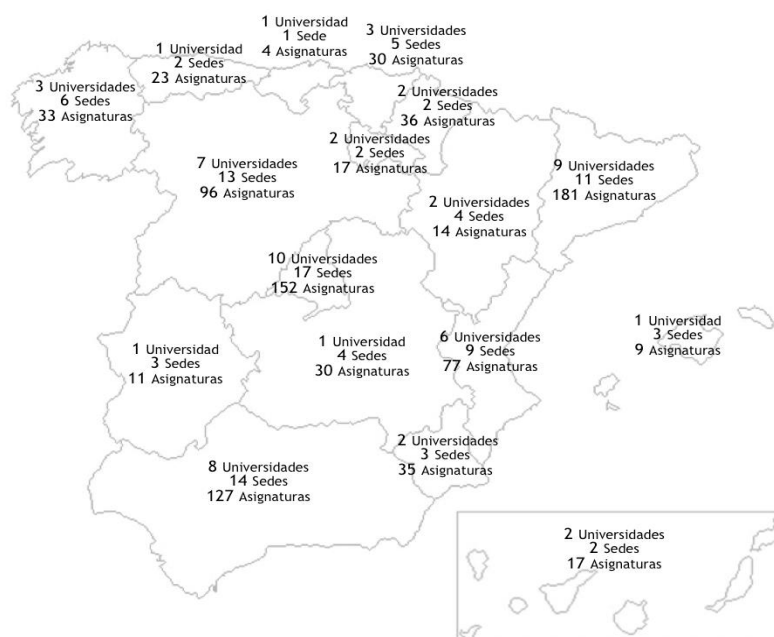 1 Universidad
1 Sede
4 Asignaturas
3 Universidades
5 Sedes
30 Asignaturas
1 Universidad
2 Sedes
23 Asignaturas
3 Universidades
6 Sedes
33 Asignaturas
2 Universidades
2 Sedes
36 Asignaturas
2 Universidades
2 Sedes
17 Asignaturas
7 Universidades
13 Sedes
96 Asignaturas
9 Universidades
11 Sedes
181 Asignaturas
2 Universidades
4 Sedes
14 Asignaturas
10 Universidades
17 Sedes
152 Asignaturas
1 Universidad
3 Sedes
9 Asignaturas
1 Universidad
3 Sedes
11 Asignaturas
1 Universidad
4 Sedes
30 Asignaturas
6 Universidades
9 Sedes
77 Asignaturas
2 Universidades
3 Sedes
35 Asignaturas
8 Universidades
14 Sedes
127 Asignaturas
2 Universidades
2 Sedes
17 Asignaturas